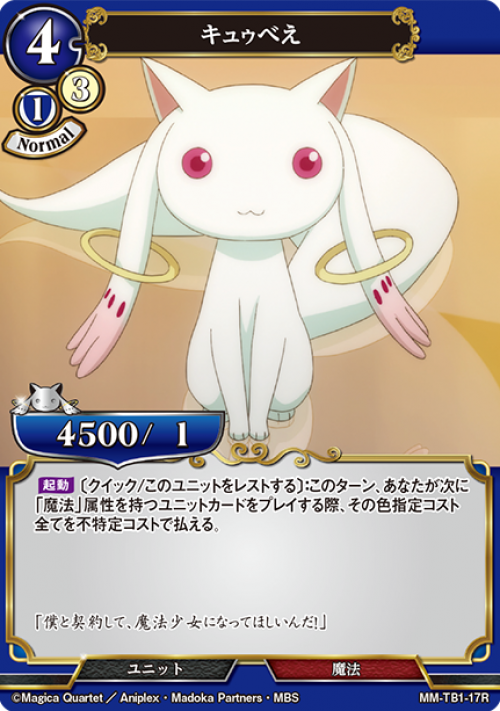 4
キュゥべえ
1
3
Normal
4500/ 1
起動 〔クイック/このユニットをレストする〕:このターン、あなたが次に
「魔法」属性を持つユニットカードをプレイする際、その色指定コスト
全てを不特定コストで払える。
「僕と契約して、魔法少女になってほしいんだ!」
ユニット
魔法
©Magica Quartet / Aniplex・Madoka Partners・MBS
MM-TB1-17R